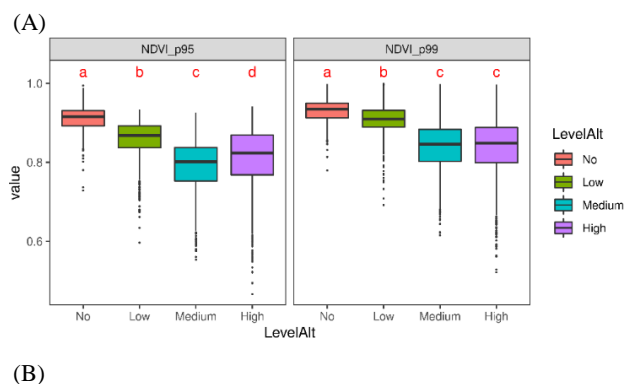 (A)
NDVI_p95 NDVI_p99
a b c d a b c c
1.0
0.8
0.6
value
No Low Medium High No Low Medium High
LevelAlt
LevelAlt
No
Low
Medium
High
(B)